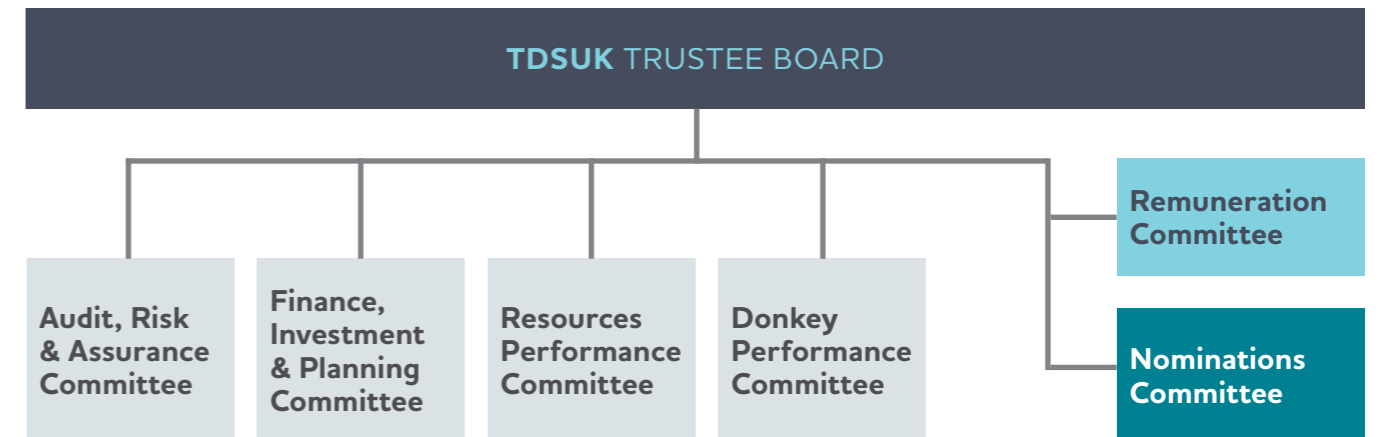 TDSUK TRUSTEE BOARD
Remuneration
Committee
Audit, Risk
& Assurance
Committee
Finance,
Investment
& Planning
Committee
Resources
Performance
Committee
Donkey
Performance
Committee
Nominations
Committee